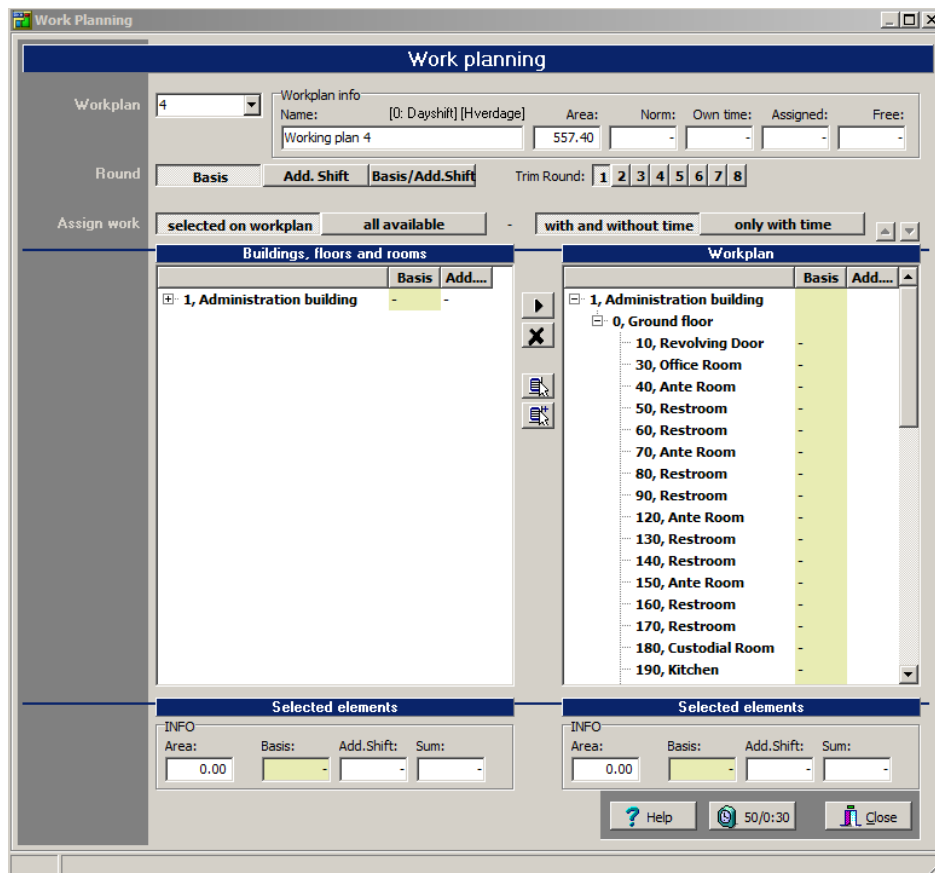 Work Planning
Work planning
Workplan
4
Workplan info
Name: [0: Dayshift] [Hverdage] Area: Norm: Own time: Assigned: Free:
Working plan 4 557.40 - - - -
Round Basis Add. Shift Basis/Add.Shift Trim Round: 1 2 3 4 5 6 7 8
Assign work selected on workplan all available - with and without time only with time
Buildings, floors and rooms
Basis Add....
1, Administration building - -
Workplan
Basis Add....
1, Administration building
0, Ground floor
10, Revolving Door -
30, Office Room -
40, Ante Room -
50, Restroom -
60, Restroom -
70, Ante Room -
80, Restroom -
90, Restroom -
120, Ante Room -
130, Restroom -
140, Restroom -
150, Ante Room -
160, Restroom -
170, Restroom -
180, Custodial Room -
190, Kitchen -
Selected elements
INFO
Area: Basis: Add.Shift: Sum:
0.00 - - -
Selected elements
INFO
Area: Basis: Add.Shift: Sum:
0.00 - - -
? Help 50/0:30 Close